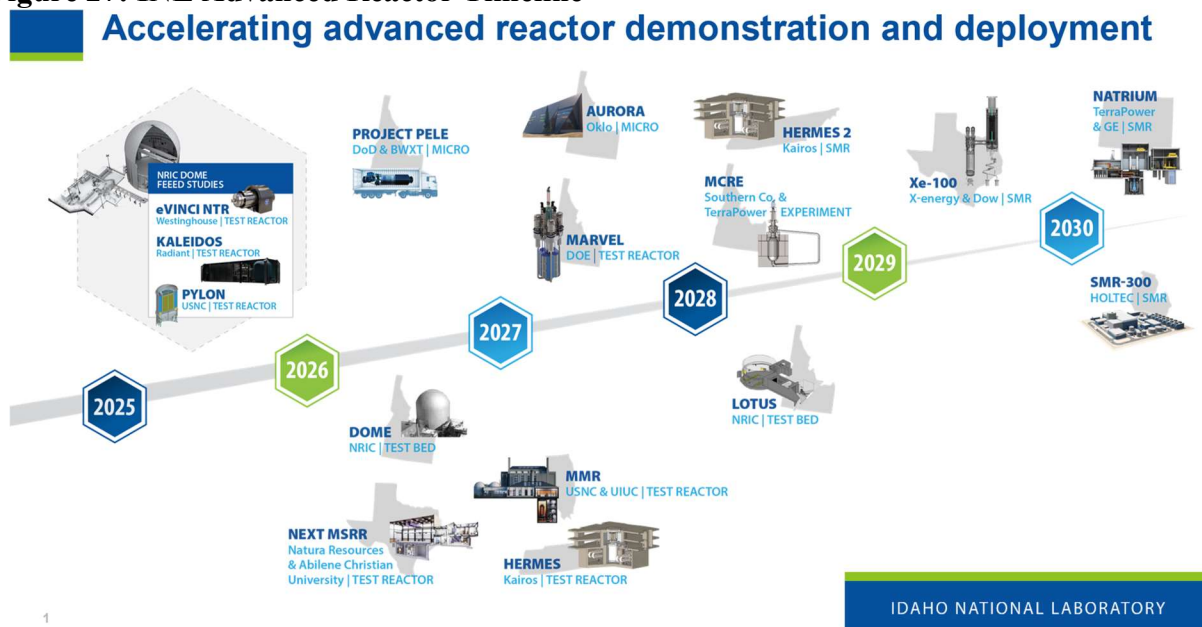 Accelerating advanced reactor demonstration and deployment
NRIC DOME
FEEED STUDIES
eVINCI NTR
Westinghouse | TEST REACTOR
KALEIDOS
Radiant | TEST REACTOR
PYLON
USNC | TEST REACTOR
PROJECT PELE
DoD & BWXT | MICRO
AURORA
Oklo | MICRO
MARVEL
DOE | TEST REACTOR
HERMES 2
Kairos | SMR
MCRE
Southern Co, &
TerraPower | EXPERIMENT
Xe-100
X-energy & Dow | SMR
NATRIUM
TerraPower
& GE | SMR
SMR-300
HOLTEC | SMR
2025
2026
2027
2028
2029
2030
DOME
NRIC | TEST BED
MMR
USNC & UIUC | TEST REACTOR
NEXT MSRR
Natura Resources
& Abilene Christian
University | TEST REACTOR
HERMES
Kairos | TEST REACTOR
LOTUS
NRIC | TEST BED
1
IDAHO NATIONAL LABORATORY